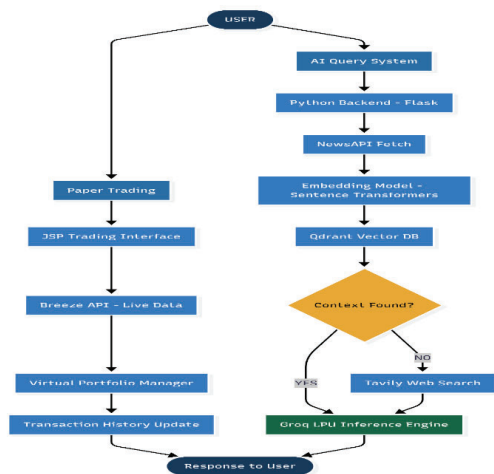 USER
AI Query System
Python Backend - Flask
NewsAPI Fetch
Paper Trading
Embedding Model -
Sentence Transformers
JSP Trading Interface
Qdrant Vector DB
Breeze API - Live Data
Context Found?
YES
NO
Virtual Portfolio Manager
Tavily Web Search
Transaction History Update
Groq LPU Inference Engine
Response to User